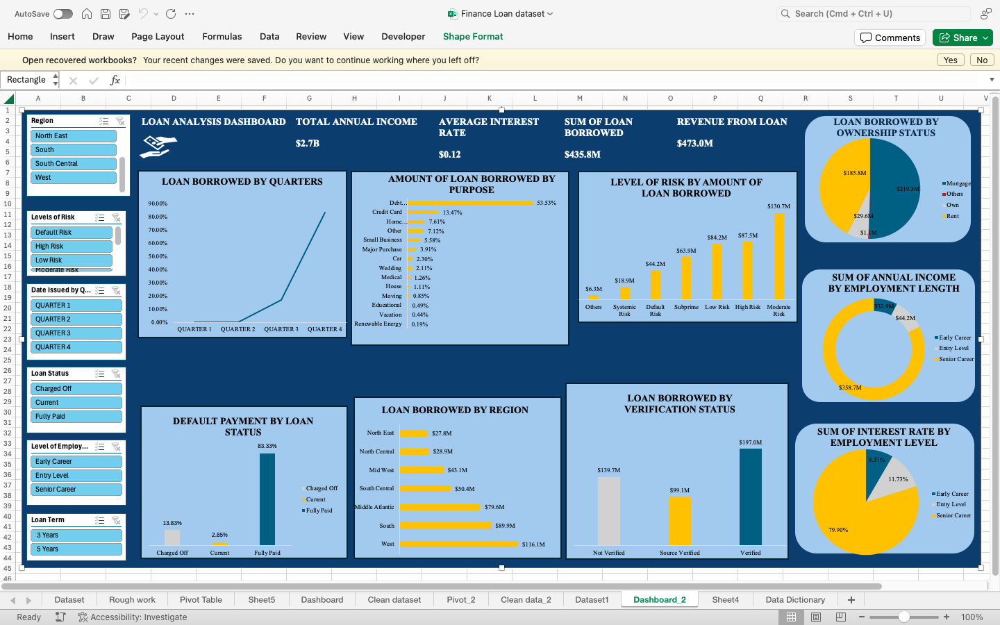 AutoSave
Finance Loan dataset
Search (Cmd + Ctrl + U)
Home Insert Draw Page Layout Formulas Data Review View Developer Shape Format
Comments Share
Open recovered workbooks? Your recent changes were saved. Do you want to continue working where you left off? Yes No
Rectangle fx
A B C D E F G H I J K L M N O P Q R S T U V
1
2
3
4
5
6
7
8
9
10
11
12
13
14
15
16
17
18
19
20
21
22
23
24
25
26
27
28
29
30
31
32
33
34
35
36
37
38
39
40
41
42
43
44
45
46
Region
North East
South
South Central
West
Levels of Risk
Default Risk
High Risk
Low Risk
Moderate Risk
Date Issued by Q...
QUARTER 1
QUARTER 2
QUARTER 3
QUARTER 4
Loan Status
Charged Off
Current
Fully Paid
Level of Employ...
Early Career
Entry Level
Senior Career
Loan Term
3 Years
5 Years
LOAN ANALYSIS DASHBOARD
TOTAL ANNUAL INCOME
$2.7B
AVERAGE INTEREST
RATE
$0.12
SUM OF LOAN
BORROWED
$435.8M
REVENUE FROM LOAN
$473.0M
LOAN BORROWED BY QUARTERS
90.00%
80.00%
70.00%
60.00%
50.00%
40.00%
30.00%
20.00%
10.00%
0.00%
QUARTER 1 QUARTER 2 QUARTER 3 QUARTER 4
AMOUNT OF LOAN BORROWED BY
PURPOSE
Debt... 53.53%
Credit Card 13.47%
Home... 7.61%
Other 7.12%
Small Business 5.58%
Major Purchase 3.91%
Car 2.30%
Wedding 2.11%
Medical 1.26%
House 1.11%
Moving 0.85%
Educational 0.49%
Vacation 0.44%
Renewable Energy 0.19%
LEVEL OF RISK BY AMOUNT OF
LOAN BORROWED
$6.3M $18.9M $44.2M $63.9M $84.2M $87.5M $130.7M
Others Systemic Risk Default Risk Subprime Low Risk High Risk Moderate Risk
LOAN BORROWED BY
OWNERSHIP STATUS
$185.8M
$219.3M
$29.6M
$1.1M
Mortgage
Others
Own
Rent
SUM OF ANNUAL INCOME
BY EMPLOYMENT LENGTH
$32.9M
$44.2M
$358.7M
Early Career
Entry Level
Senior Career
DEFAULT PAYMENT BY LOAN
STATUS
83.33%
13.83%
2.85%
Charged Off
Current
Fully Paid
Charged Off Current Fully Paid
LOAN BORROWED BY REGION
North East $27.8M
North Central $28.9M
Mid West $43.1M
South Central $50.4M
Middle Atlantic $79.6M
South $89.9M
West $116.1M
LOAN BORROWED BY
VERIFICATION STATUS
$139.7M
$99.1M
$197.0M
Not Verified Source Verified Verified
SUM OF INTEREST RATE BY
EMPLOYMENT LEVEL
8.37%
11.73%
79.90%
Early Career
Entry Level
Senior Career
Dataset Rough work Pivot Table Sheet5 Dashboard Clean dataset Pivot_2 Clean data_2 Dataset1 Dashboard_2 Sheet4 Data Dictionary +
Ready Accessibility: Investigate 100%